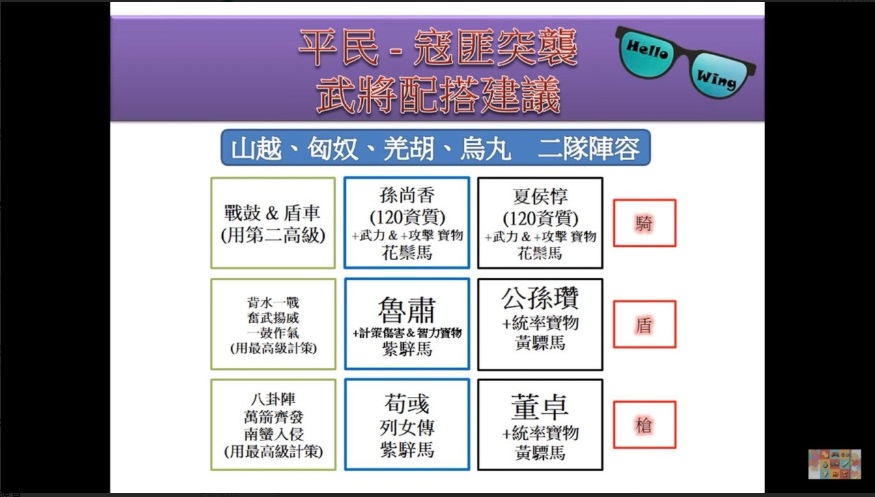 平民 - 寇匪突襲
武將配搭建議
Hello
Wing
山越、匈奴、羌胡、烏丸 二隊陣容
戰鼓 & 盾車
(用第二高級)
孫尚香
(120資質)
+武力 & +攻擊 寶物
花鬃馬
夏侯惇
(120資質)
+武力 & +攻擊 寶物
花鬃馬
騎
背水一戰
奮武揚威
一鼓作氣
(用最高級計策)
魯肅
+計策傷害 & 智力寶物
紫騂馬
公孫瓚
+統率寶物
黃驃馬
盾
八卦陣
萬箭齊發
南蠻入侵
(用最高級計策)
荀彧
列女傳
紫騂馬
董卓
+統率寶物
黃驃馬
槍